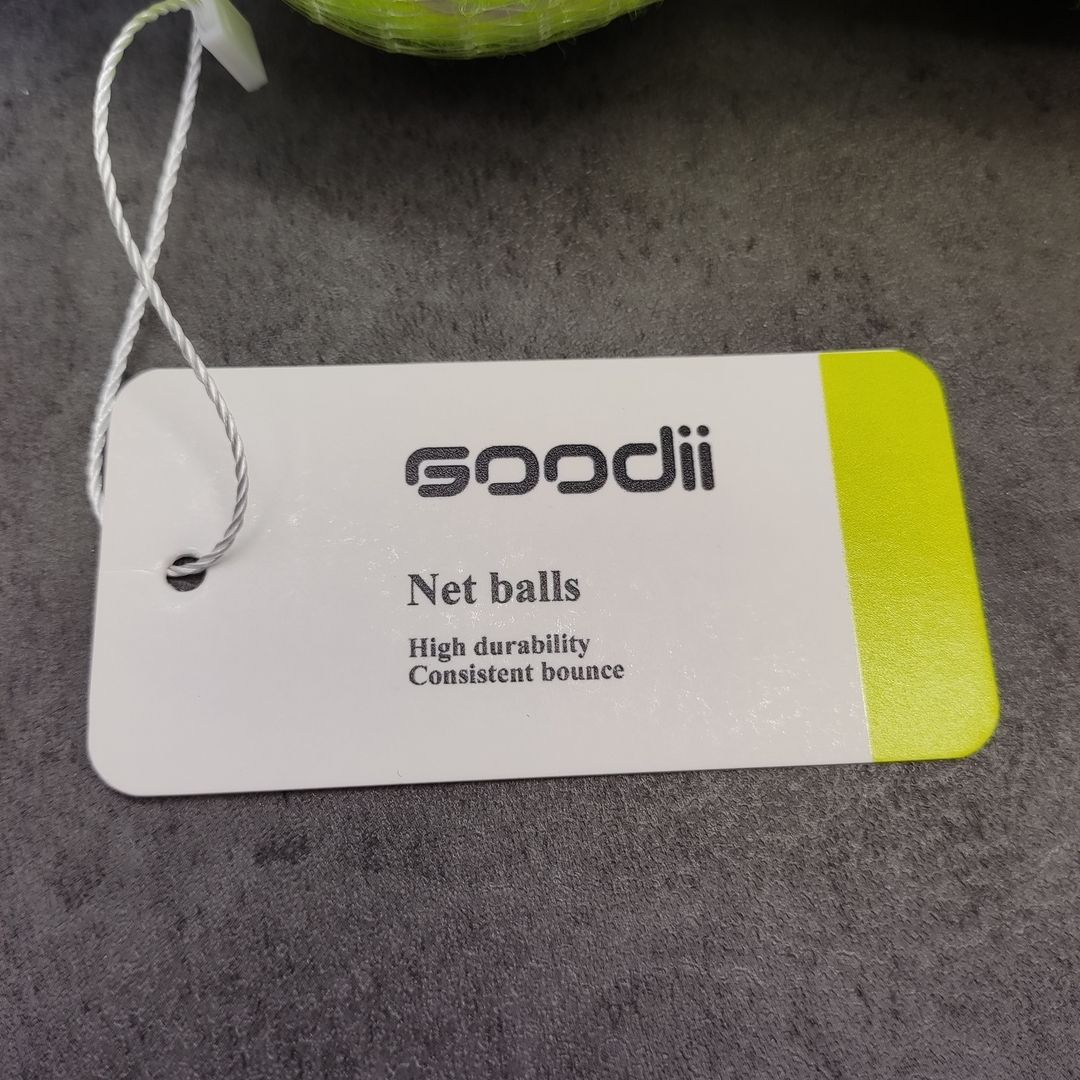 Goodii
Net balls
High durability
Consistent bounce